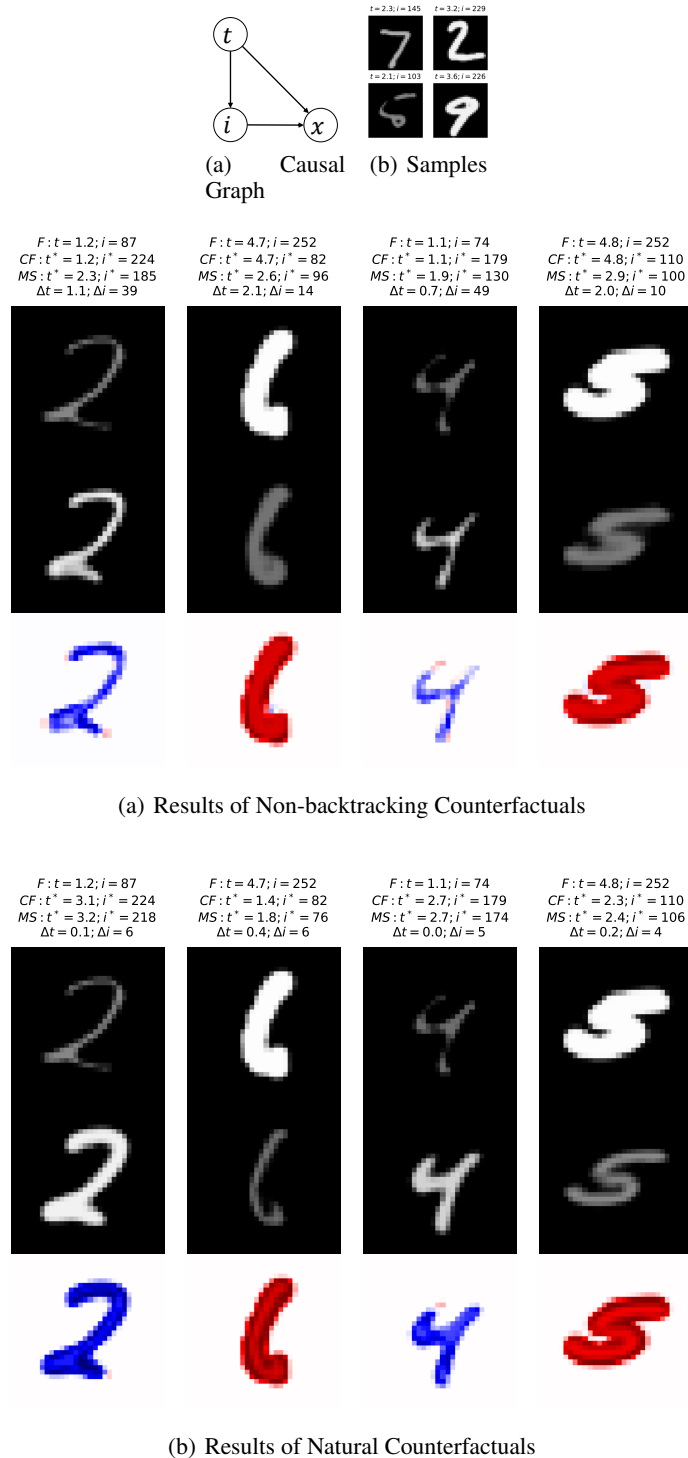 t
i
x
(a) Causal Graph
t = 2.3; i = 145
t = 3.2; i = 229
t = 2.1; i = 103
t = 3.6; i = 226
(b) Samples
F : t = 1.2; i = 87
CF : t* = 1.2; i* = 224
MS : t* = 2.3; i* = 185
Δt = 1.1; Δi = 39
F : t = 4.7; i = 252
CF : t* = 4.7; i* = 82
MS : t* = 2.6; i* = 96
Δt = 2.1; Δi = 14
F : t = 1.1; i = 74
CF : t* = 1.1; i* = 179
MS : t* = 1.9; i* = 130
Δt = 0.7; Δi = 49
F : t = 4.8; i = 252
CF : t* = 4.8; i* = 110
MS : t* = 2.9; i* = 100
Δt = 2.0; Δi = 10
(a) Results of Non-backtracking Counterfactuals
F : t = 1.2; i = 87
CF : t* = 3.1; i* = 224
MS : t* = 3.2; i* = 218
Δt = 0.1; Δi = 6
F : t = 4.7; i = 252
CF : t* = 1.4; i* = 82
MS : t* = 1.8; i* = 76
Δt = 0.4; Δi = 6
F : t = 1.1; i = 74
CF : t* = 2.7; i* = 179
MS : t* = 2.7; i* = 174
Δt = 0.0; Δi = 5
F : t = 4.8; i = 252
CF : t* = 2.3; i* = 110
MS : t* = 2.4; i* = 106
Δt = 0.2; Δi = 4
(b) Results of Natural Counterfactuals